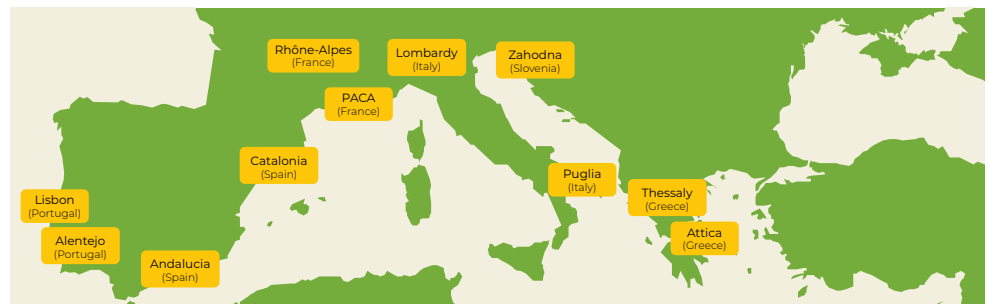 Rhône-Alpes
(France)
Lombardy
(Italy)
Zahodna
(Slovenia)
PACA
(France)
Catalonia
(Spain)
Puglia
(Italy)
Thessaly
(Greece)
Lisbon
(Portugal)
Attica
(Greece)
Alentejo
(Portugal)
Andalucia
(Spain)